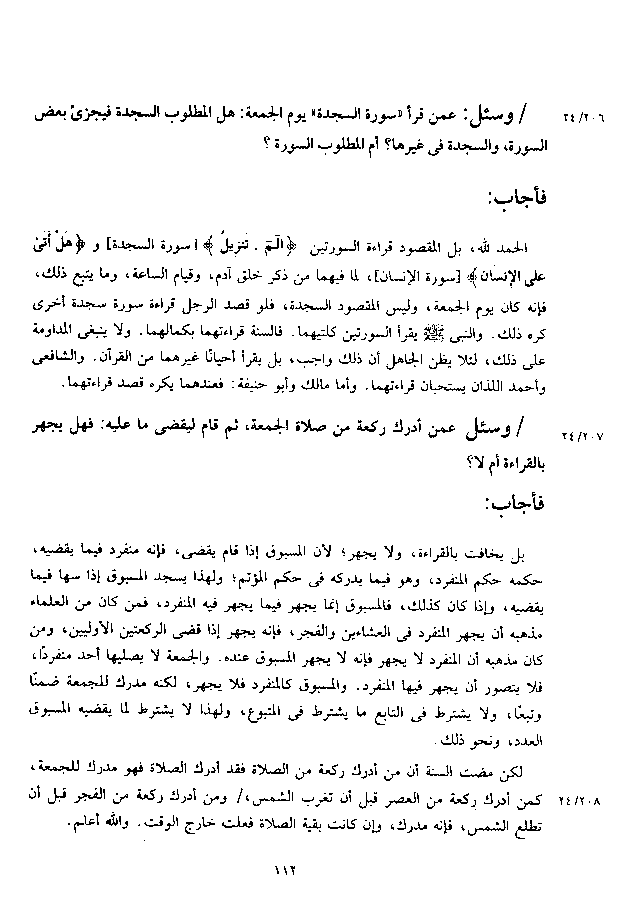 ٢٤/٢٠٦ / وسئل: عمن قرأ «سورة السجدة» يوم الجمعة: هل المطلوب السجدة فيجزئ بعض
السورة، والسجدة فى غيرها؟ أم المطلوب السورة ؟
فأجاب:
الحمد لله، بل المقصود قراءة السورتين ﴿الٓمٓ . تَنزِيلُ﴾ [سورة السجدة] و ﴿هَلْ أَتَىٰ
عَلَى الإِنسَانِ﴾ [سورة الإنسان]، لما فيهما من ذكر خلق آدم، وقيام الساعة، وما يتبع ذلك،
فإنه كان يوم الجمعة، وليس المقصود السجدة، فلو قصد الرجل قراءة سورة سجدة أخرى
كره ذلك. والنبى ﷺ يقرأ السورتين كلتيهما. فالسنة قراءتهما بكمالهما. ولا ينبغى المداومة
على ذلك، لئلا يظن الجاهل أن ذلك واجب، بل يقرأ أحيانًا غيرهما من القرآن. والشافعى
وأحمد اللذان يستحبان قراءتهما. وأما مالك وأبو حنيفة: فعندهما يكره قصد قراءتهما.
٢٤/٢٠٧ / وسئل عمن أدرك ركعة من صلاة الجمعة، ثم قام ليقضى ما عليه: فهل يجهر
بالقراءة أم لا؟
فأجاب:
بل يخافت بالقراءة، ولا يجهر؛ لأن المسبوق إذا قام يقضى، فإنه منفرد فيما يقضيه،
حكمه حكم المنفرد، وهو فيما يدركه فى حكم المؤتم؛ ولهذا يسجد المسبوق إذا سها فيما
يقضيه، وإذا كان كذلك، فالمسبوق إنما يجهر فيما يجهر فيه المنفرد، فمن كان من العلماء
مذهبه أن يجهر المنفرد فى العشاءين والفجر، فإنه يجهر إذا قضى الركعتين الأوليين، ومن
كان مذهبه أن المنفرد لا يجهر فإنه لا يجهر المسبوق عنده. والجمعة لا يصليها أحد منفردًا،
فلا يتصور أن يجهر فيها المنفرد. والمسبوق كالمنفرد فلا يجهر، لكنه مدرك للجمعة ضمنًا
وتبعًا، ولا يشترط فى التابع ما يشترط فى المتبوع، ولهذا لا يشترط لما يقضيه المسبوق
العدد، ونحو ذلك.
لكن مضت السنة أن من أدرك ركعة من الصلاة فقد أدرك الصلاة فهو مدرك للجمعة،
٢٤/٢٠٨ كمن أدرك ركعة من العصر قبل أن تغرب الشمس،/ ومن أدرك ركعة من الفجر قبل أن
تطلع الشمس، فإنه مدرك، وإن كانت بقية الصلاة فعلت خارج الوقت. والله أعلم.
١١٢